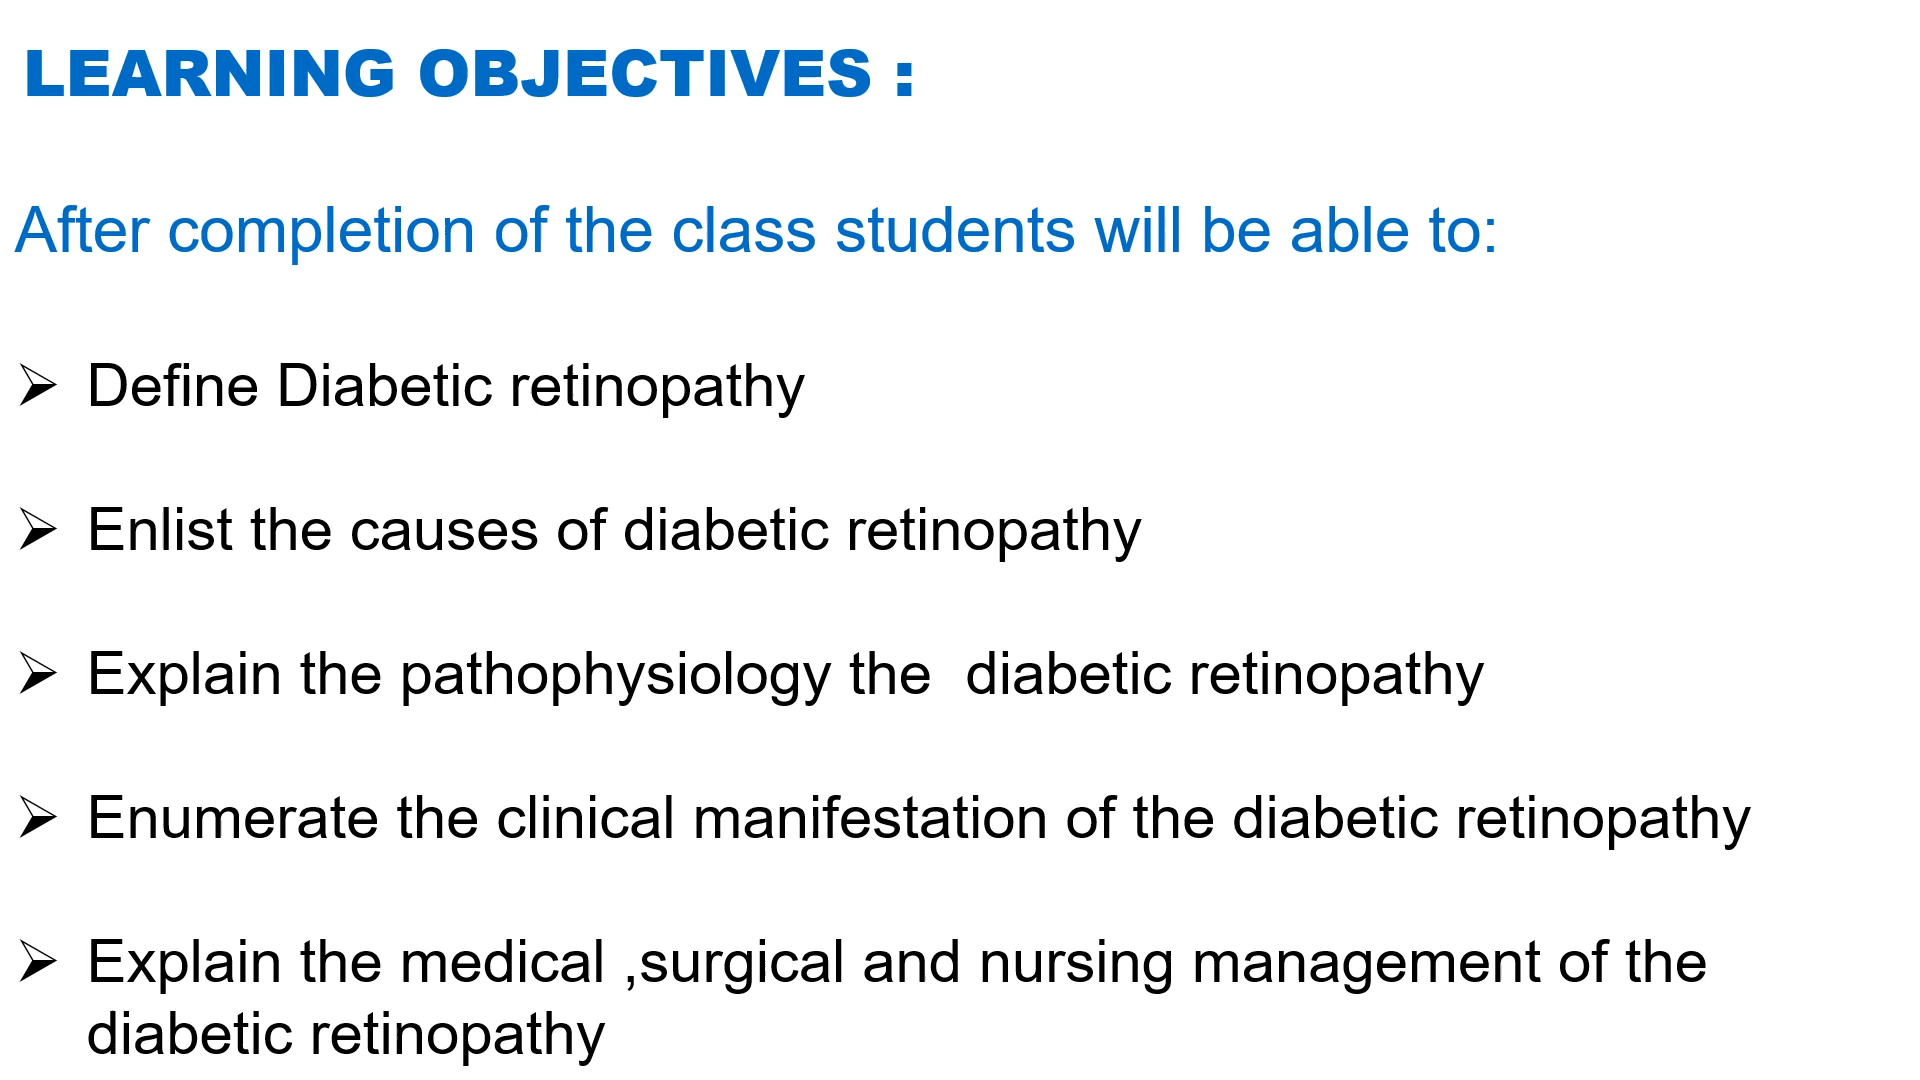 LEARNING OBJECTIVES :
After completion of the class students will be able to:
➢ Define Diabetic retinopathy
➢ Enlist the causes of diabetic retinopathy
➢ Explain the pathophysiology the  diabetic retinopathy
➢ Enumerate the clinical manifestation of the diabetic retinopathy
➢ Explain the medical ,surgical and nursing management of the
diabetic retinopathy